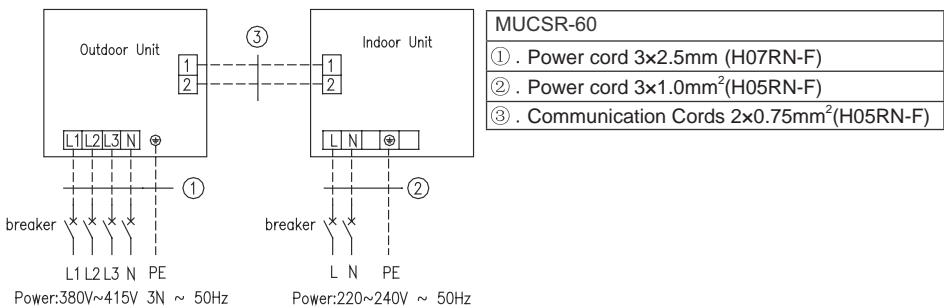 Outdoor Unit
1
2
L1 L2 L3 N
①
breaker
L1 L2 L3 N PE
Power:380V~415V 3N ~ 50Hz
③
Indoor Unit
1
2
L N
②
L N PE
Power:220~240V ~ 50Hz
MUCSR-60
① . Power cord 3×2.5mm (H07RN-F)
② . Power cord 3×1.0mm²(H05RN-F)
③ . Communication Cords 2×0.75mm²(H05RN-F)